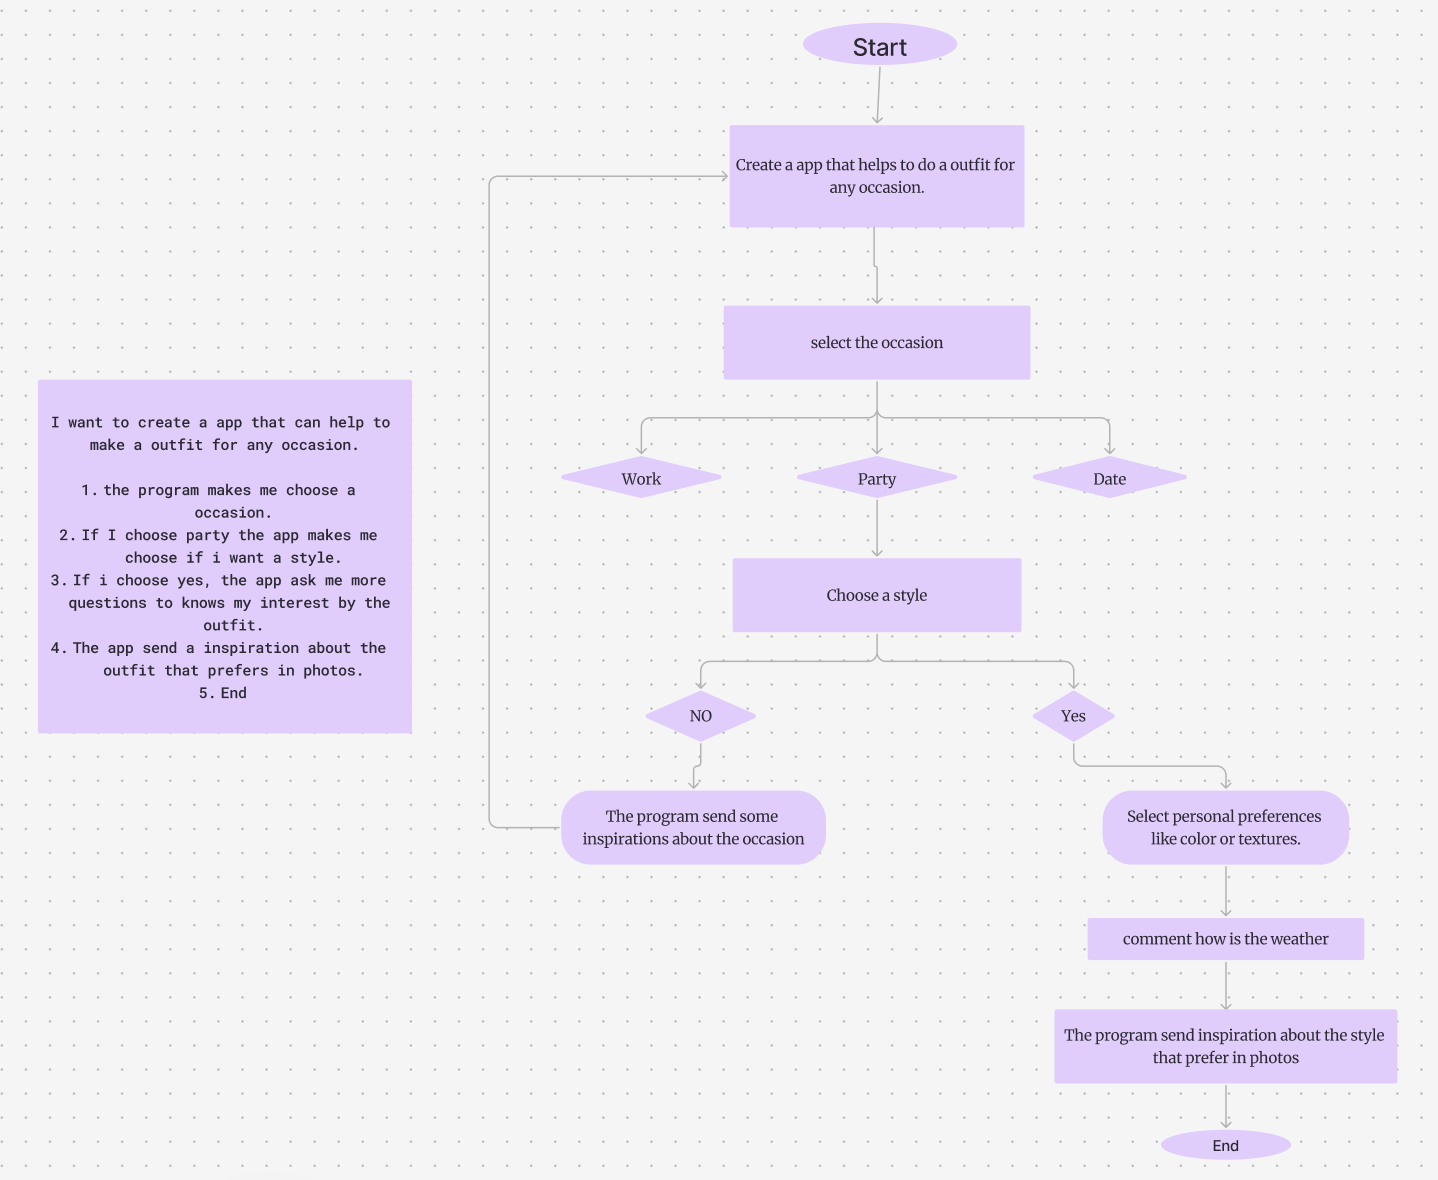 Start
Create a app that helps to do a outfit for
any occasion.
select the occasion
I want to create a app that can help to
make a outfit for any occasion.
1. the program makes me choose a
occasion.
2. If I choose party the app makes me
choose if i want a style.
3. If i choose yes, the app ask me more
questions to knows my interest by the
outfit.
4. The app send a inspiration about the
outfit that prefers in photos.
5. End
Work
Party
Date
Choose a style
NO
Yes
The program send some
inspirations about the occasion
Select personal preferences
like color or textures.
comment how is the weather
The program send inspiration about the style
that prefer in photos
End